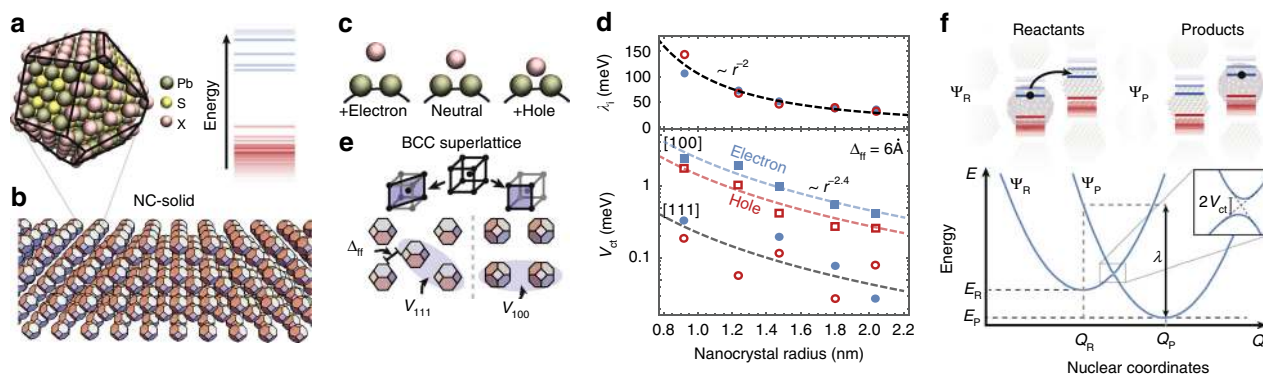 a
Energy
Pb
S
X
b
NC-solid
c
+Electron
Neutral
+Hole
e
BCC superlattice
Δff
V111
V100
d
150
100
50
0
λi (meV)
~ r−2
[100]
Δff = 6Å
Electron
~ r−2.4
Hole
1
[111]
0.1
Vct (meV)
0.8
1.0
1.2
1.4
1.6
1.8
2.0
2.2
Nanocrystal radius (nm)
f
Reactants
Products
ΨR
ΨP
E
ΨR
ΨP
2Vct
λ
Energy
ER
EP
QR
QP
Q
Nuclear coordinates